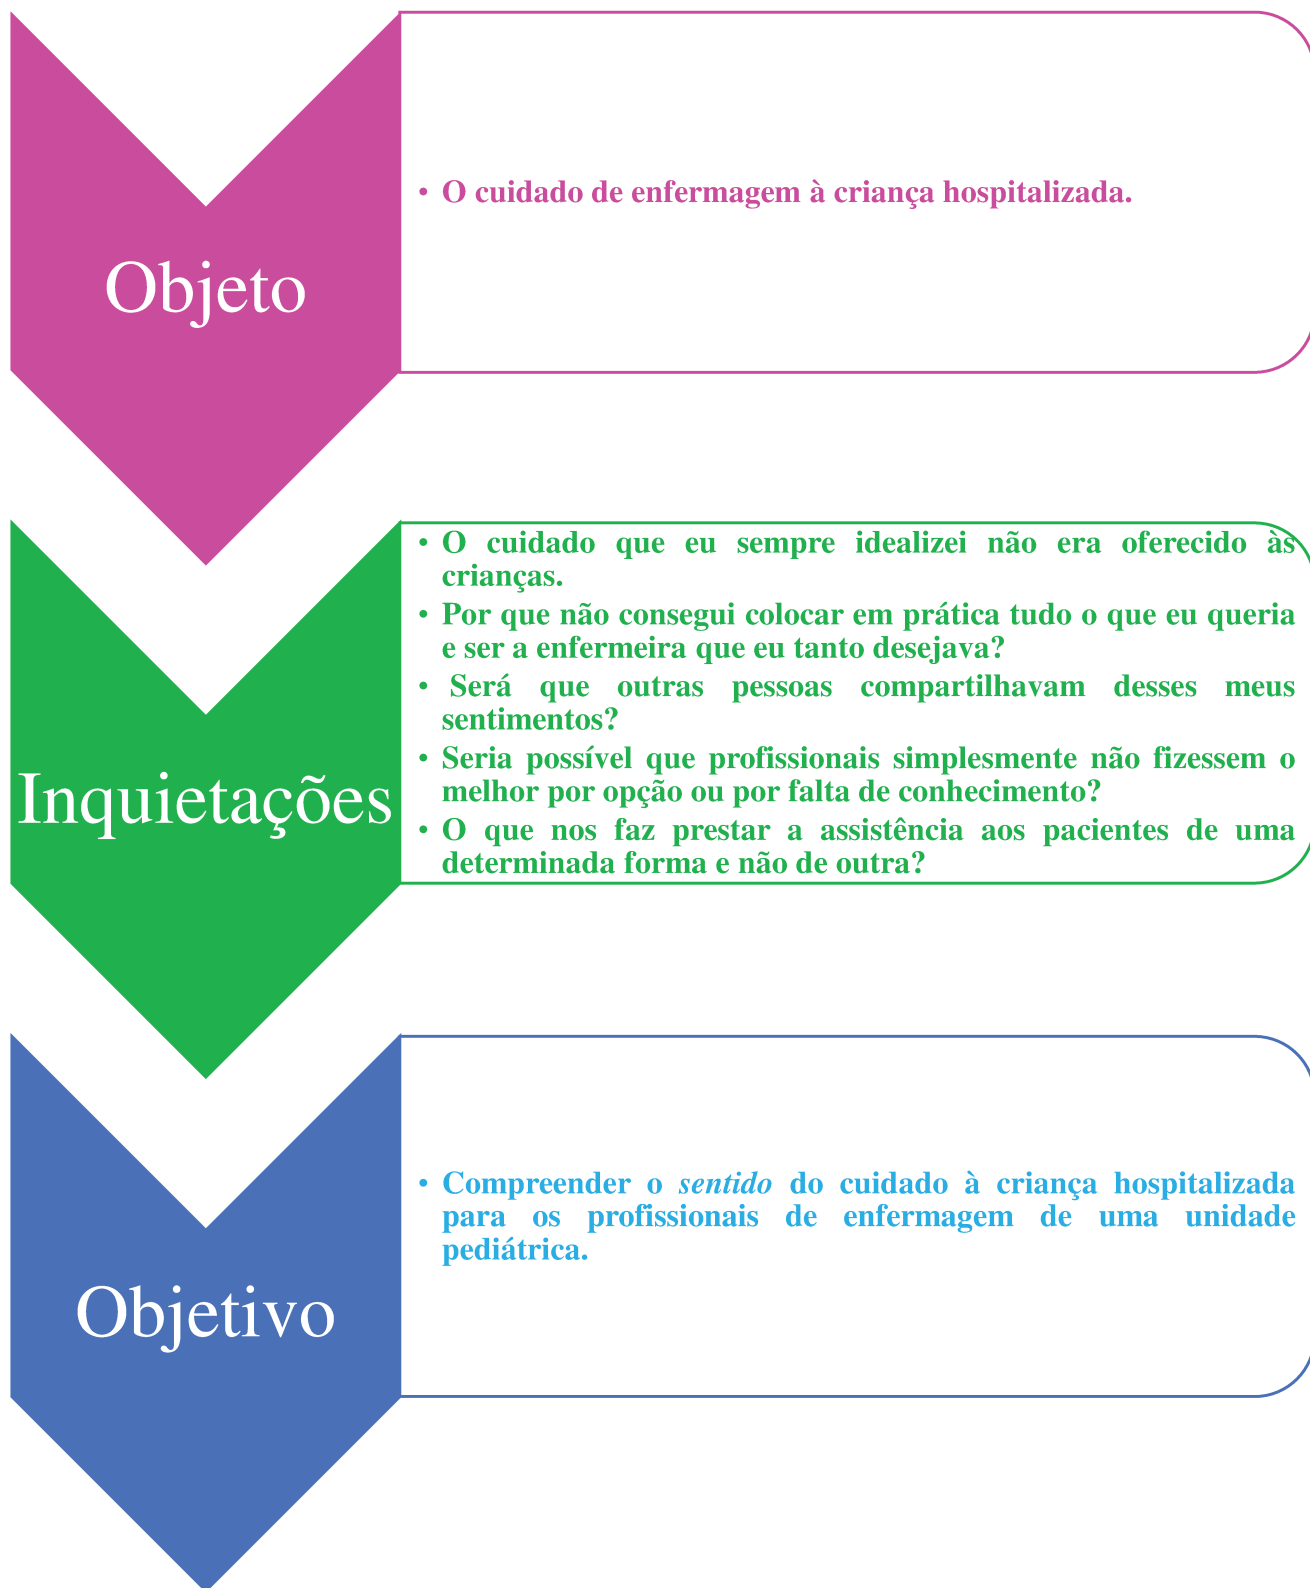 Objeto
• O cuidado de enfermagem à criança hospitalizada.
Inquietações
• O cuidado que eu sempre idealizei não era oferecido às
crianças.
• Por que não consegui colocar em prática tudo o que eu queria
e ser a enfermeira que eu tanto desejava?
• Será que outras pessoas compartilhavam desses meus
sentimentos?
• Seria possível que profissionais simplesmente não fizessem o
melhor por opção ou por falta de conhecimento?
• O que nos faz prestar a assistência aos pacientes de uma
determinada forma e não de outra?
Objetivo
• Compreender o sentido do cuidado à criança hospitalizada
para os profissionais de enfermagem de uma unidade
pediátrica.